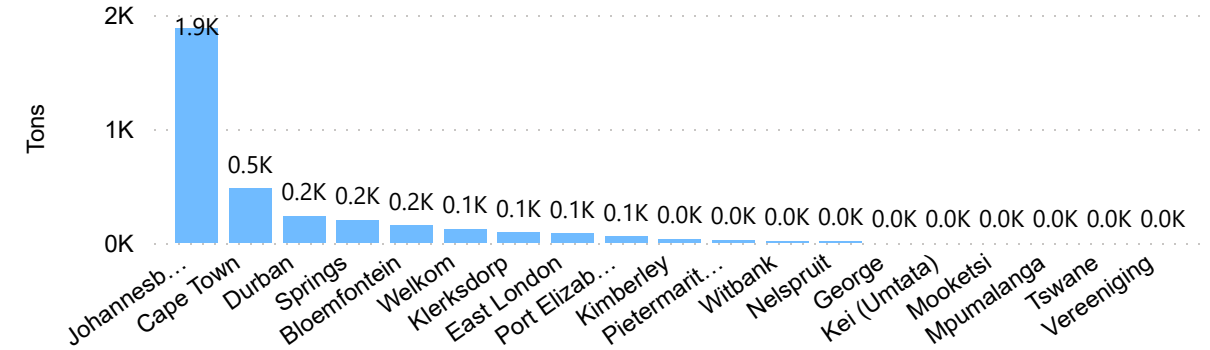 2K
1K
0K
Tons
1.9K
0.5K
0.2K
0.2K
0.2K
0.1K
0.1K
0.1K
0.1K
0.0K
0.0K
0.0K
0.0K
0.0K
0.0K
0.0K
0.0K
0.0K
0.0K
Johannesb...
Cape Town
Durban
Springs
Bloemfontein
Welkom
Klerksdorp
East London
Port Elizab...
Kimberley
Pietermarit...
Witbank
Nelspruit
George
Kei (Umtata)
Mooketsi
Mpumalanga
Tswane
Vereeniging